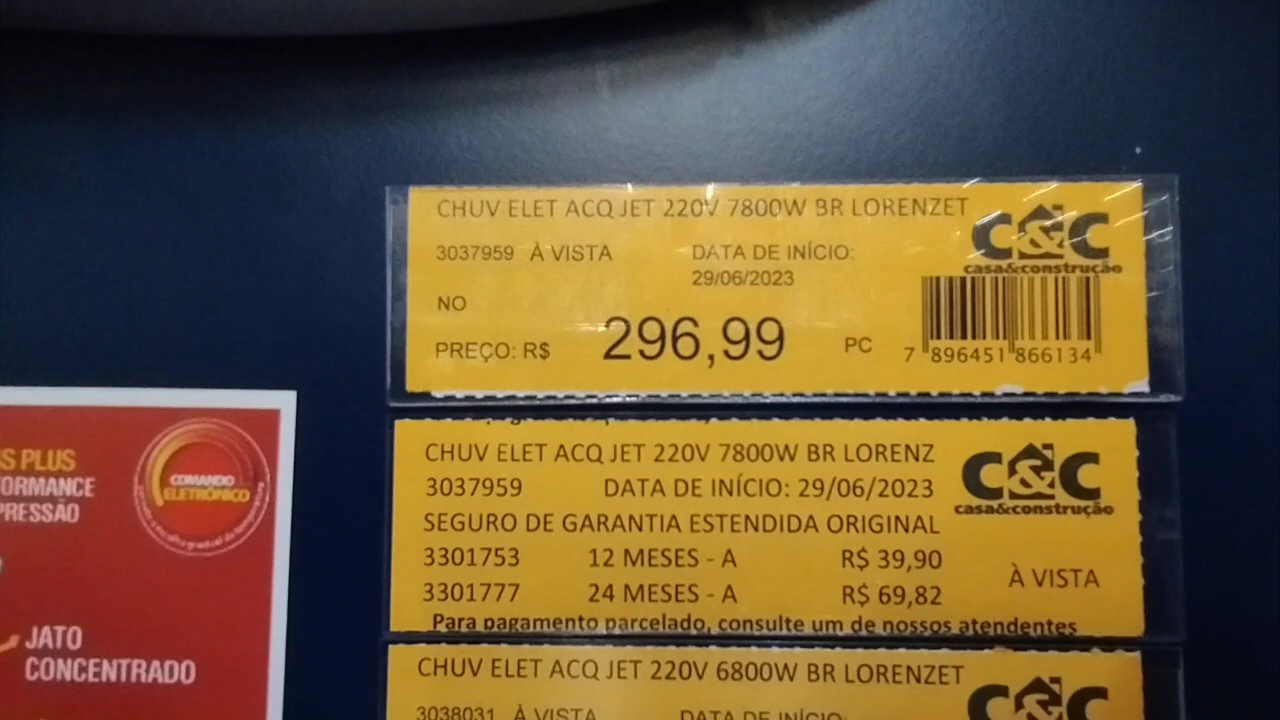 CHUV ELET ACQ JET 220V 7800W BR LORENZET
C&C
casa&construção
3037959 À VISTA
DATA DE INÍCIO:
29/06/2023
NO
PREÇO: R$ 296,99 PC
7 896451 866134
CHUV ELET ACQ JET 220V 7800W BR LORENZ
C&C
casa&construção
3037959 DATA DE INÍCIO: 29/06/2023
SEGURO DE GARANTIA ESTENDIDA ORIGINAL
3301753 12 MESES - A R$ 39,90
3301777 24 MESES - A R$ 69,82
À VISTA
Para pagamento parcelado, consulte um de nossos atendentes
CHUV ELET ACQ JET 220V 6800W BR LORENZET
C&C
3038031 À VISTA DATA DE INÍCIO:
S PLUS
FORMANCE
PRESSÃO
COMANDO
ELETRÔNICO
JATO
CONCENTRADO